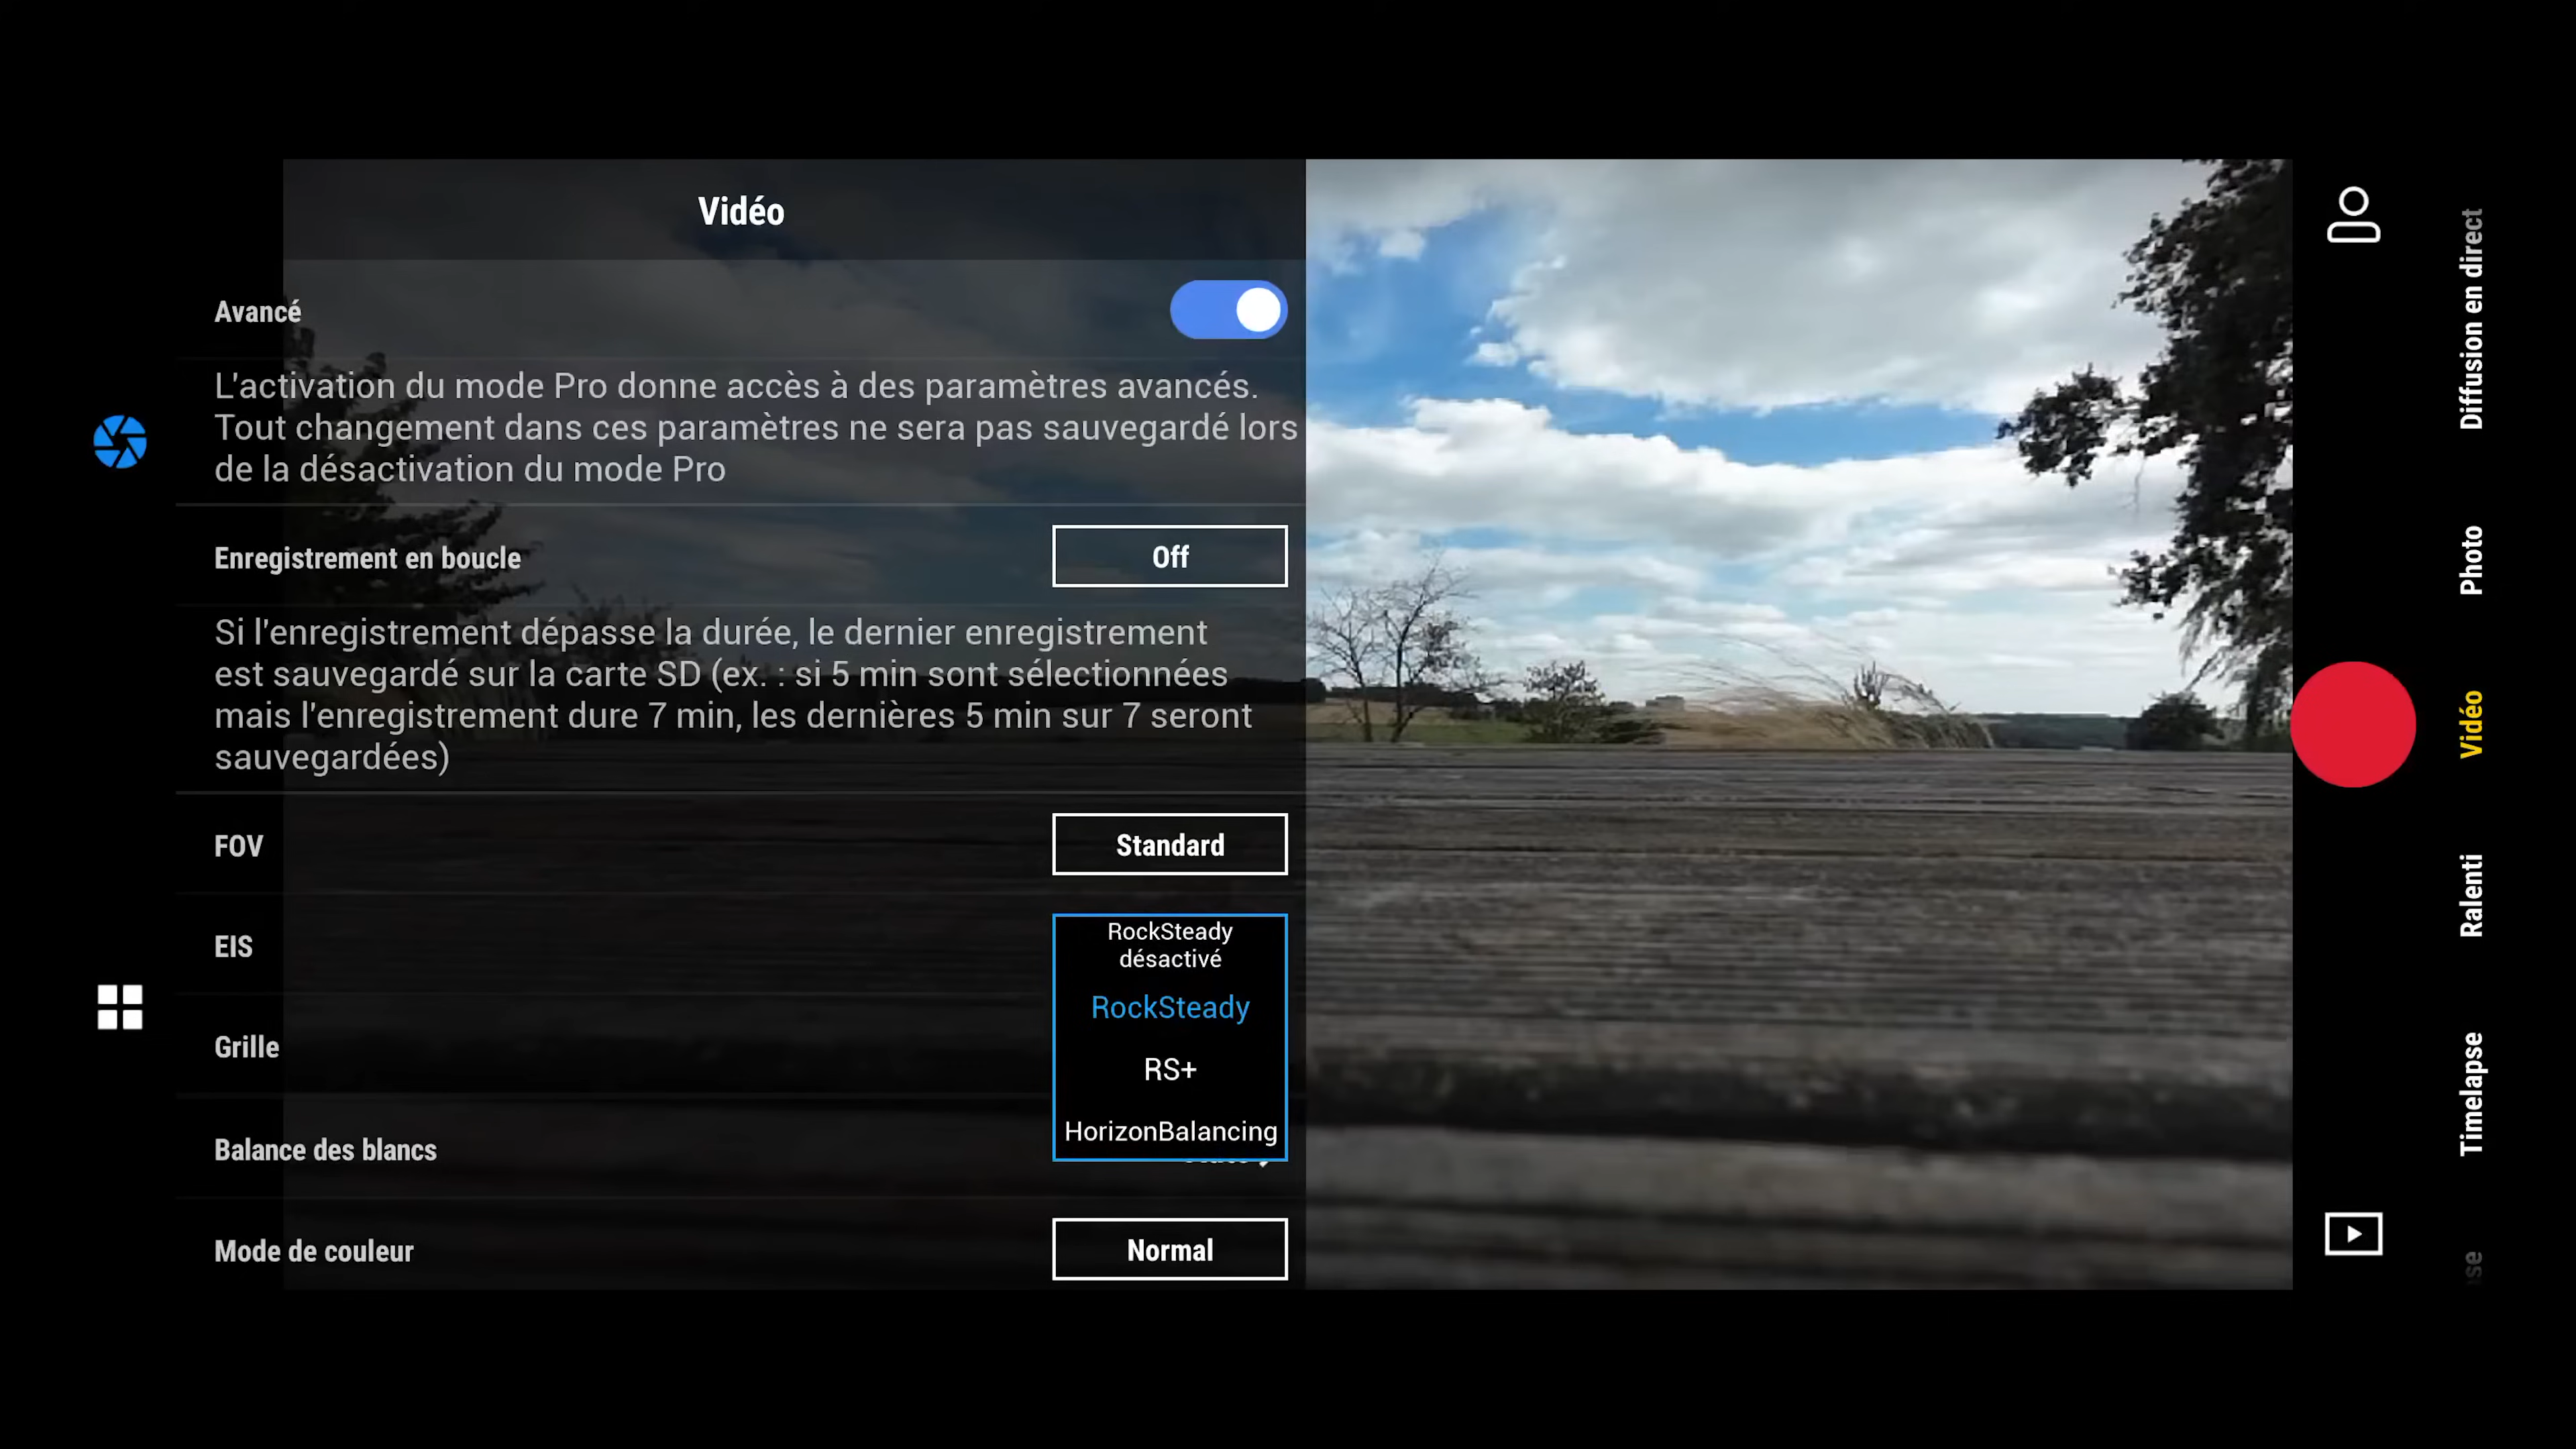 Vidéo
Avancé
L'activation du mode Pro donne accès à des paramètres avancés.
Tout changement dans ces paramètres ne sera pas sauvegardé lors
de la désactivation du mode Pro
Enregistrement en boucle
Off
Si l'enregistrement dépasse la durée, le dernier enregistrement
est sauvegardé sur la carte SD (ex. : si 5 min sont sélectionnées
mais l'enregistrement dure 7 min, les dernières 5 min sur 7 seront
sauvegardées)
FOV
Standard
EIS
RockSteady
désactivé
RockSteady
RS+
HorizonBalancing
Grille
Balance des blancs
Mode de couleur
Normal
Diffusion en direct
Photo
Vidéo
Ralenti
Timelapse